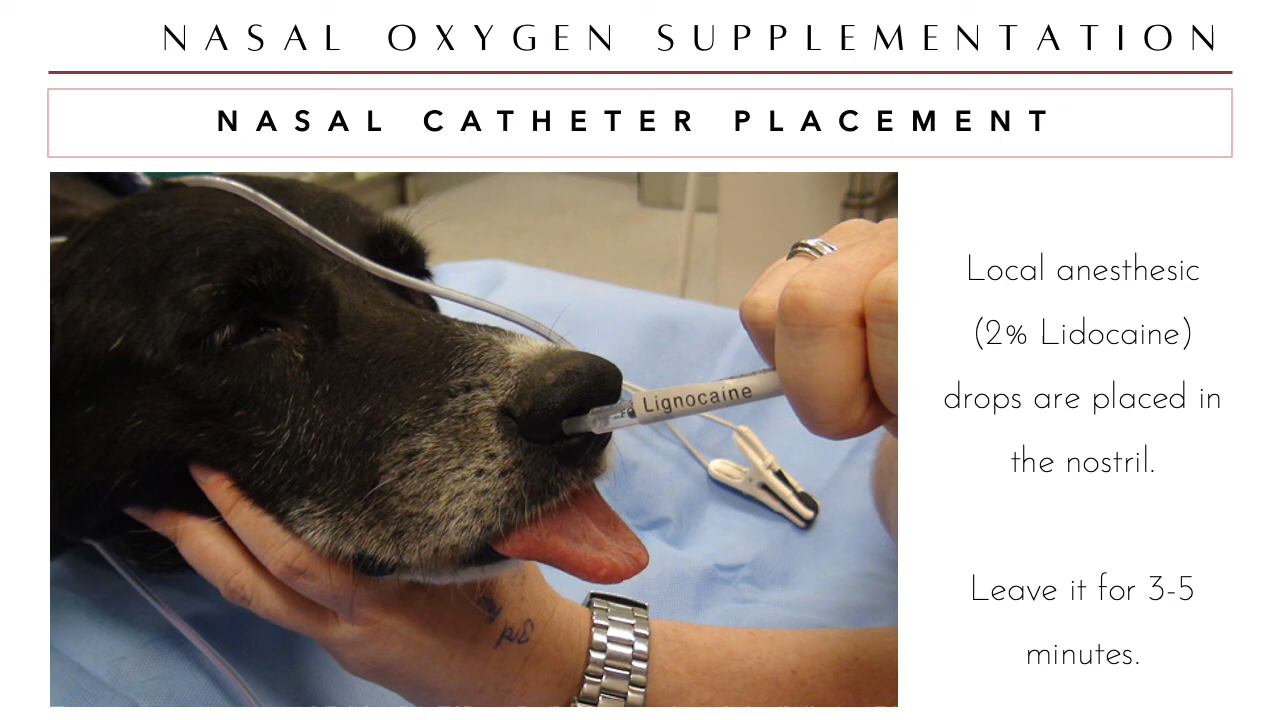 NASAL OXYGEN SUPPLEMENTATION
NASAL CATHETER PLACEMENT
Lignocaine
Local anesthesic
(2% Lidocaine)
drops are placed in
the nostril.
Leave it for 3-5
minutes.